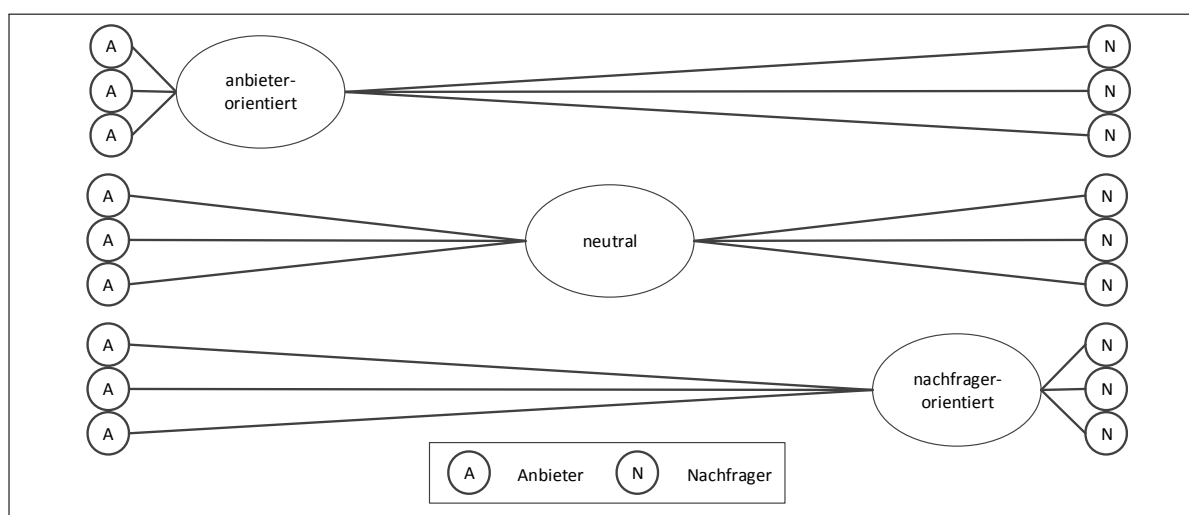 A
N
anbieter-
orientiert
A
N
A
N
A
N
neutral
A
N
A
N
A
N
nachfrager-
orientiert
A
N
A
N
A Anbieter N Nachfrager